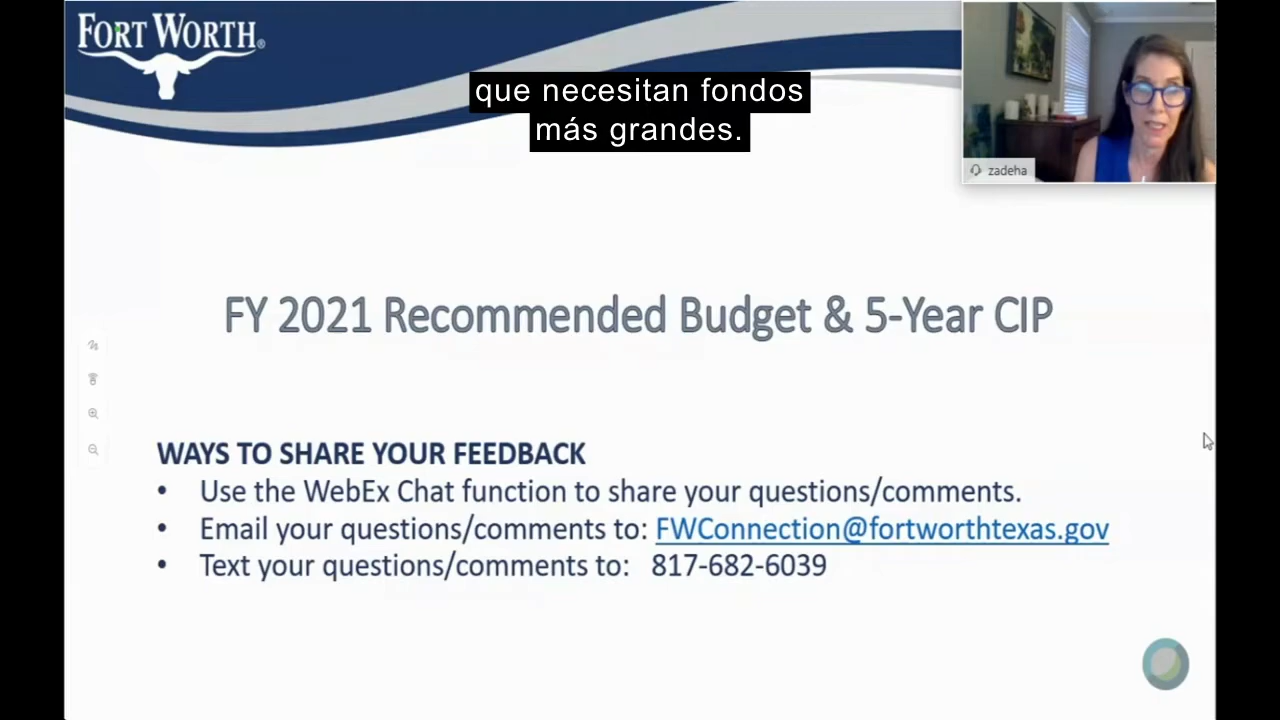 FORT WORTH®
que necesitan fondos
más grandes.
zadeha
FY 2021 Recommended Budget & 5-Year CIP
WAYS TO SHARE YOUR FEEDBACK
• Use the WebEx Chat function to share your questions/comments.
• Email your questions/comments to: FWConnection@fortworthtexas.gov
• Text your questions/comments to: 817-682-6039